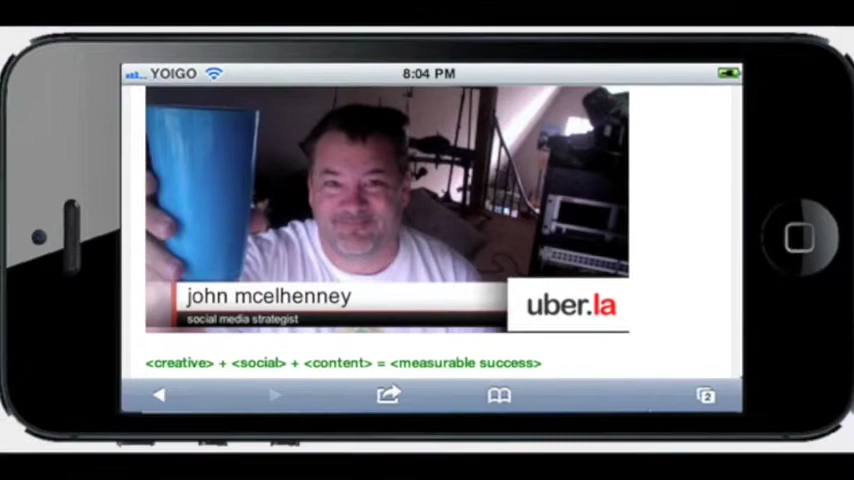 YOIGO
8:04 PM
john mcelhenney
uber.la
social media strategist
<creative> + <social> + <content> = <measurable success>
2